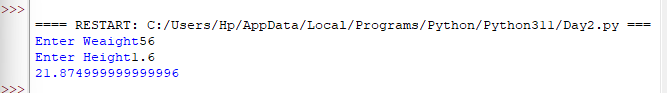 >>>
==== RESTART: C:/Users/Hp/AppData/Local/Programs/Python/Python311/Day2.py ===
Enter Weaight56
Enter Height1.6
21.874999999999996
>>>